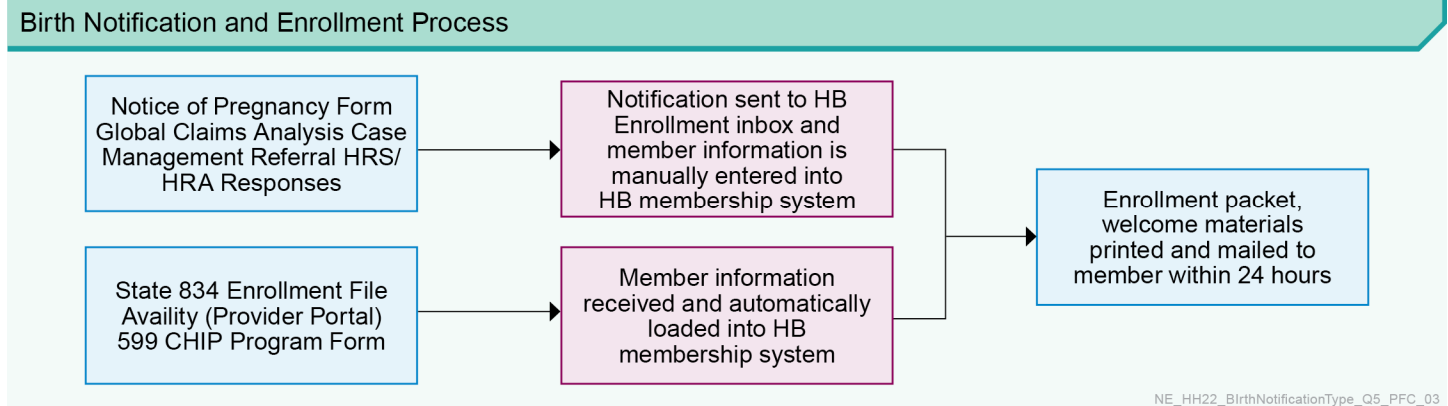 Birth Notification and Enrollment Process
Notice of Pregnancy Form
Global Claims Analysis Case
Management Referral HRS/
HRA Responses
Notification sent to HB
Enrollment inbox and
member information is
manually entered into
HB membership system
State 834 Enrollment File
Availity (Provider Portal)
599 CHIP Program Form
Member information
received and automatically
loaded into HB
membership system
Enrollment packet,
welcome materials
printed and mailed to
member within 24 hours
NE_HH22_BIrthNotificationType_Q5_PFC_03